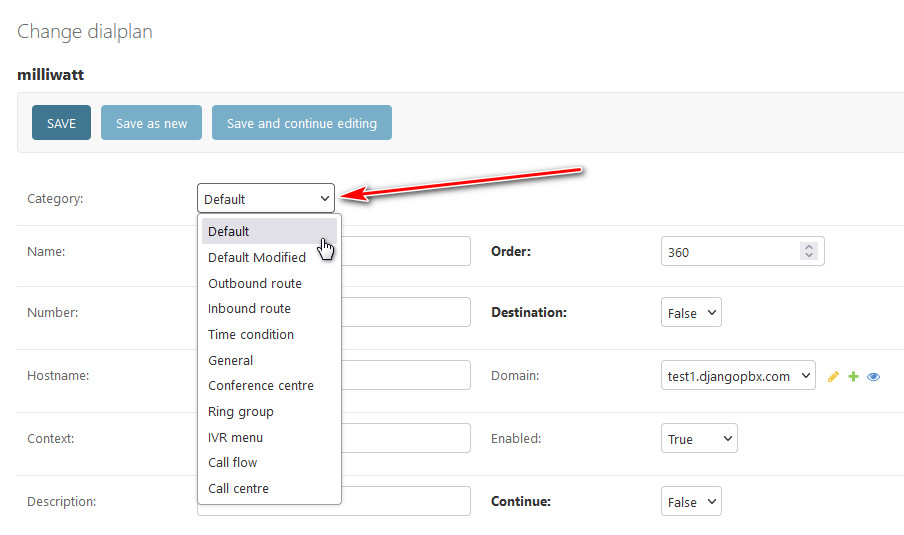 Change dialplan
milliwatt
SAVE Save as new Save and continue editing
Category: Default
Default
Name: Order: 360
Default Modified
Outbound route
Inbound route
Number: Destination: False
Time condition
General
Hostname: Domain: test1.djangopbx.com
Conference centre
Ring group
IVR menu
Context: Enabled: True
Call flow
Call centre
Description: Continue: False